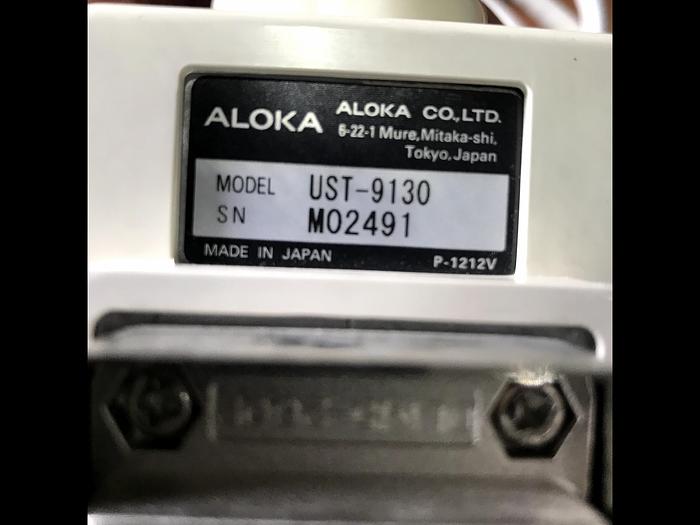 ALOKA ALOKA CO.,LTD.
6-22-1 Mure, Mitaka-shi,
Tokyo, Japan
MODEL UST-9130
SN M02491
MADE IN JAPAN P-1212V